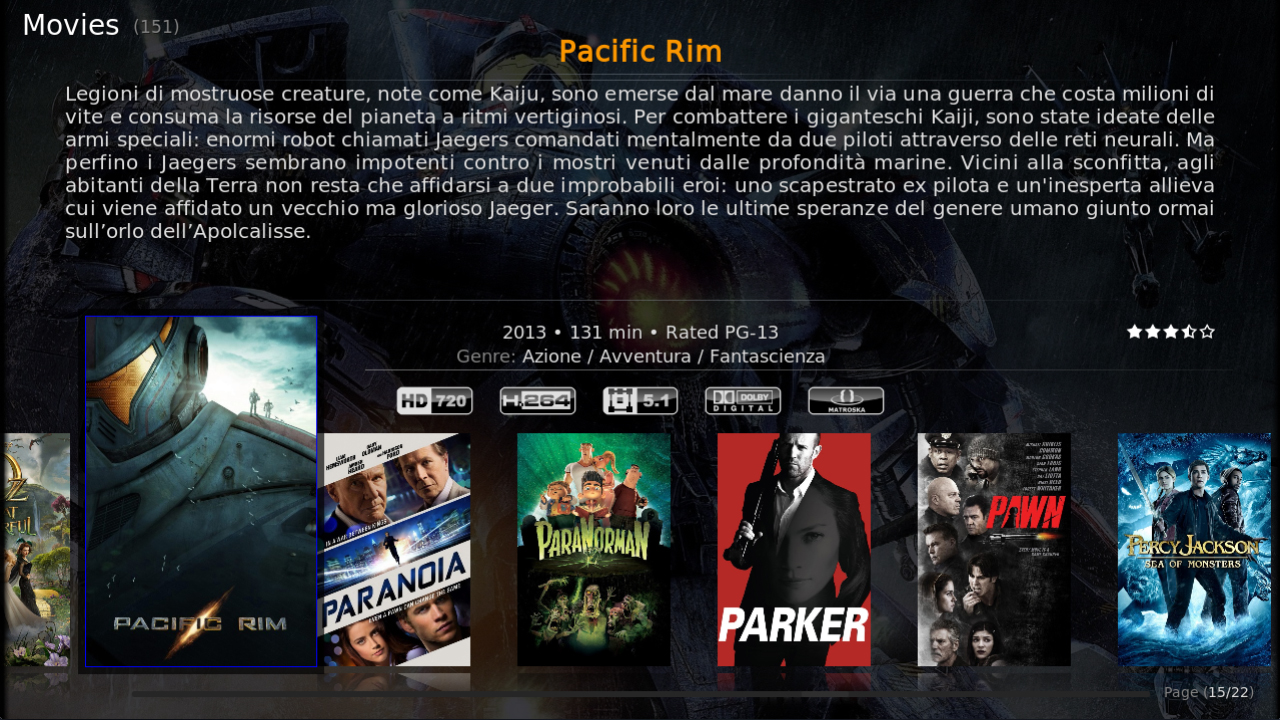 Movies (151)
Pacific Rim
Legioni di mostruose creature, note come Kaiju, sono emerse dal mare danno il via una guerra che costa milioni di
vite e consuma la risorse del pianeta a ritmi vertiginosi. Per combattere i giganteschi Kaiji, sono state ideate delle
armi speciali: enormi robot chiamati Jaegers comandati mentalmente da due piloti attraverso delle reti neurali. Ma
perfino i Jaegers sembrano impotenti contro i mostri venuti dalle profondità marine. Vicini alla sconfitta, agli
abitanti della Terra non resta che affidarsi a due improbabili eroi: uno scapestrato ex pilota e un'inesperta allieva
cui viene affidato un vecchio ma glorioso Jaeger. Saranno loro le ultime speranze del genere umano giunto ormai
sull’orlo dell’Apolcalisse.
2013 • 131 min • Rated PG-13
Genre: Azione / Avventura / Fantascienza
HD 720
H.264
5.1
DOLBY
DIGITAL
MATROSKA
PACIFIC RIM
PARANOIA
PARANORMAN
PARKER
PAWN
PERCY JACKSON
SEA OF MONSTERS
Page (15/22)